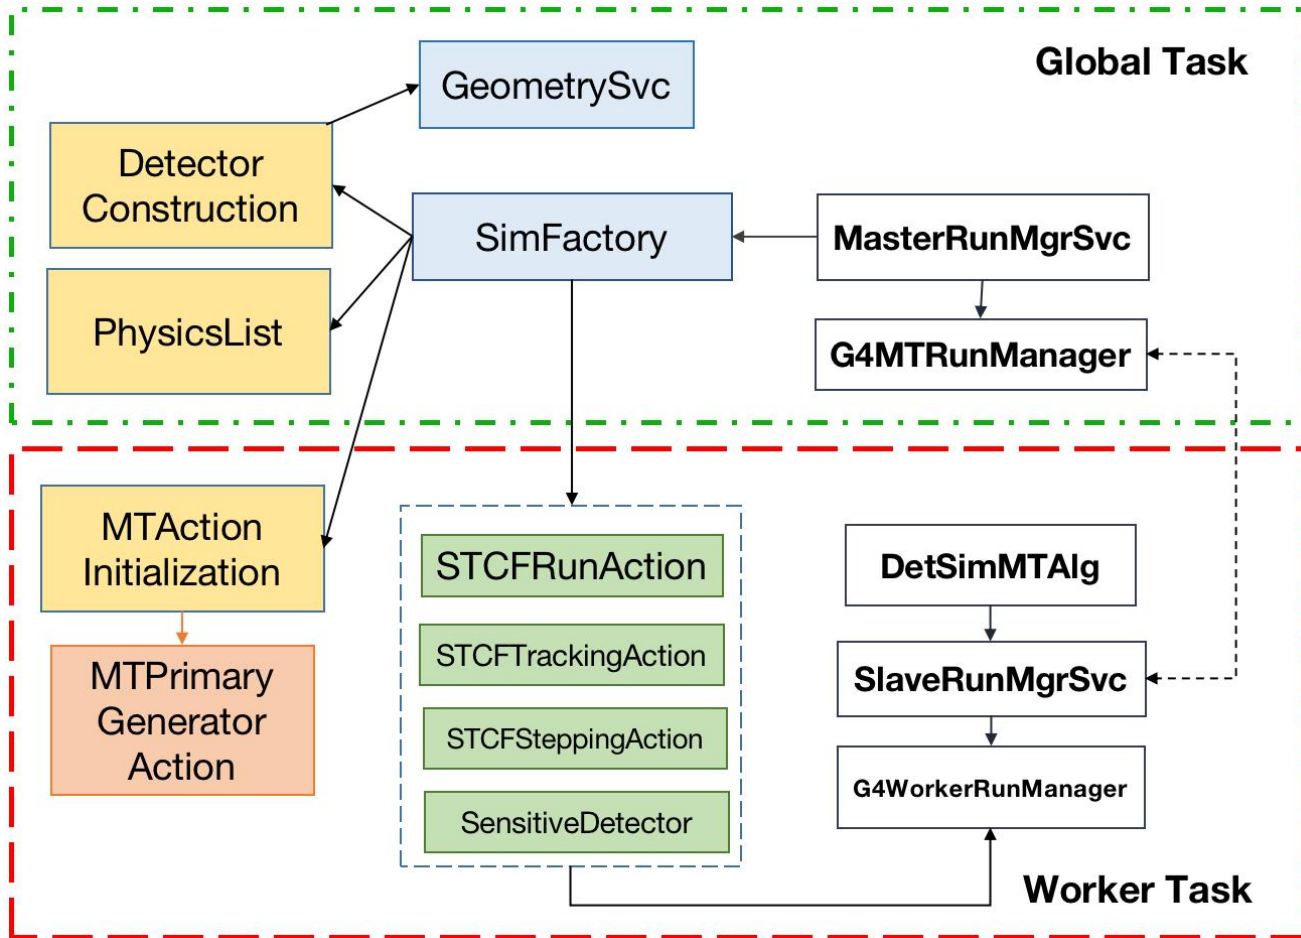 Global Task
GeometrySvc
Detector
Construction
SimFactory
MasterRunMgrSvc
PhysicsList
G4MTRunManager
MTAction
Initialization
MTPrimary
Generator
Action
STCFRunAction
STCFTrackingAction
STCFSteppingAction
SensitiveDetector
DetSimMTAlg
SlaveRunMgrSvc
G4WorkerRunManager
Worker Task